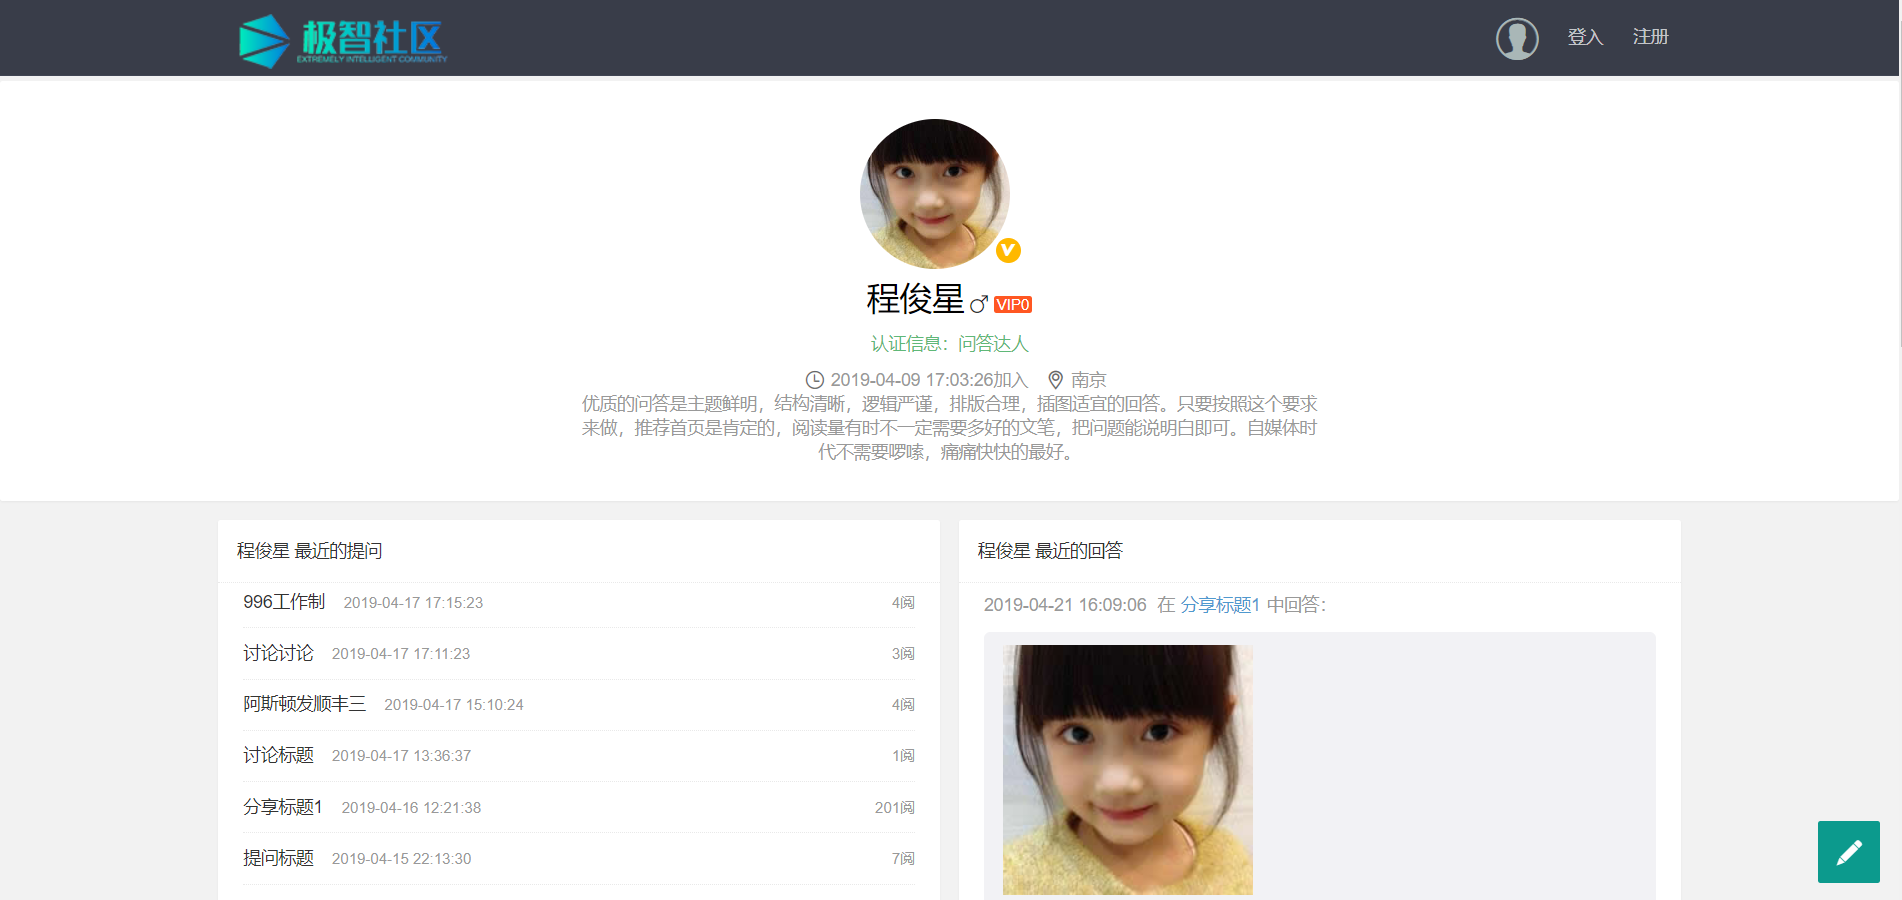 极智社区
EXTREMELY INTELLIGENT COMMUNITY
登入 注册
程俊星 VIP0
认证信息：问答达人
2019-04-09 17:03:26加入 南京
优质的问答是主题鲜明，结构清晰，逻辑严谨，排版合理，插图适宜的回答。只要按照这个要求
来做，推荐首页是肯定的，阅读量有时不一定需要多好的文笔，把问题能说明白即可。自媒体时
代不需要啰嗦，痛痛快快的最好。
程俊星 最近的提问
996工作制 2019-04-17 17:15:23 4阅
讨论讨论 2019-04-17 17:11:23 3阅
阿斯顿发顺丰三 2019-04-17 15:10:24 4阅
讨论标题 2019-04-17 13:36:37 1阅
分享标题1 2019-04-16 12:21:38 201阅
提问标题 2019-04-15 22:13:30 7阅
程俊星 最近的回答
2019-04-21 16:09:06 在 分享标题1 中回答：